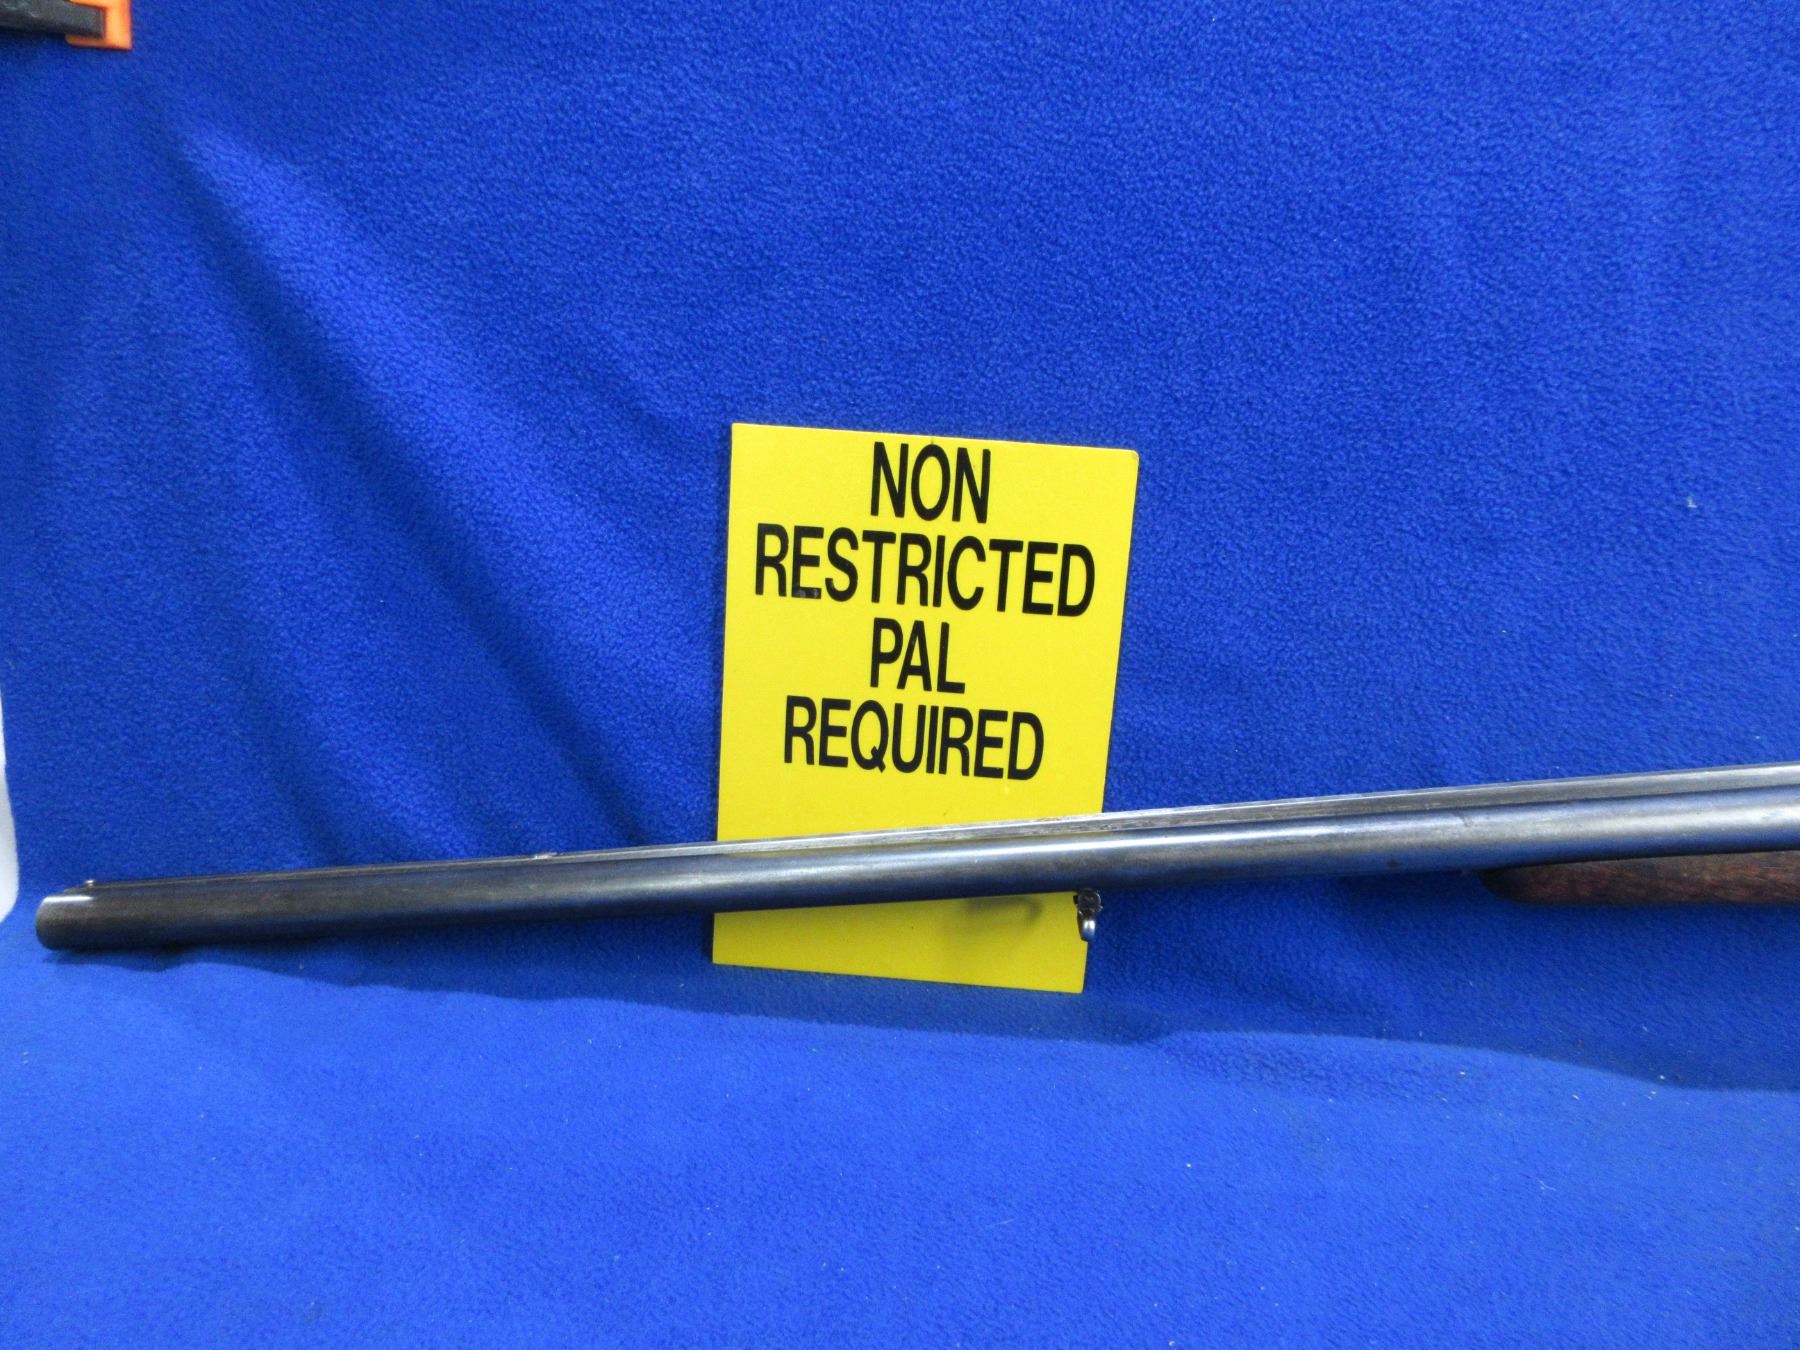 NON
RESTRICTED
PAL
REQUIRED